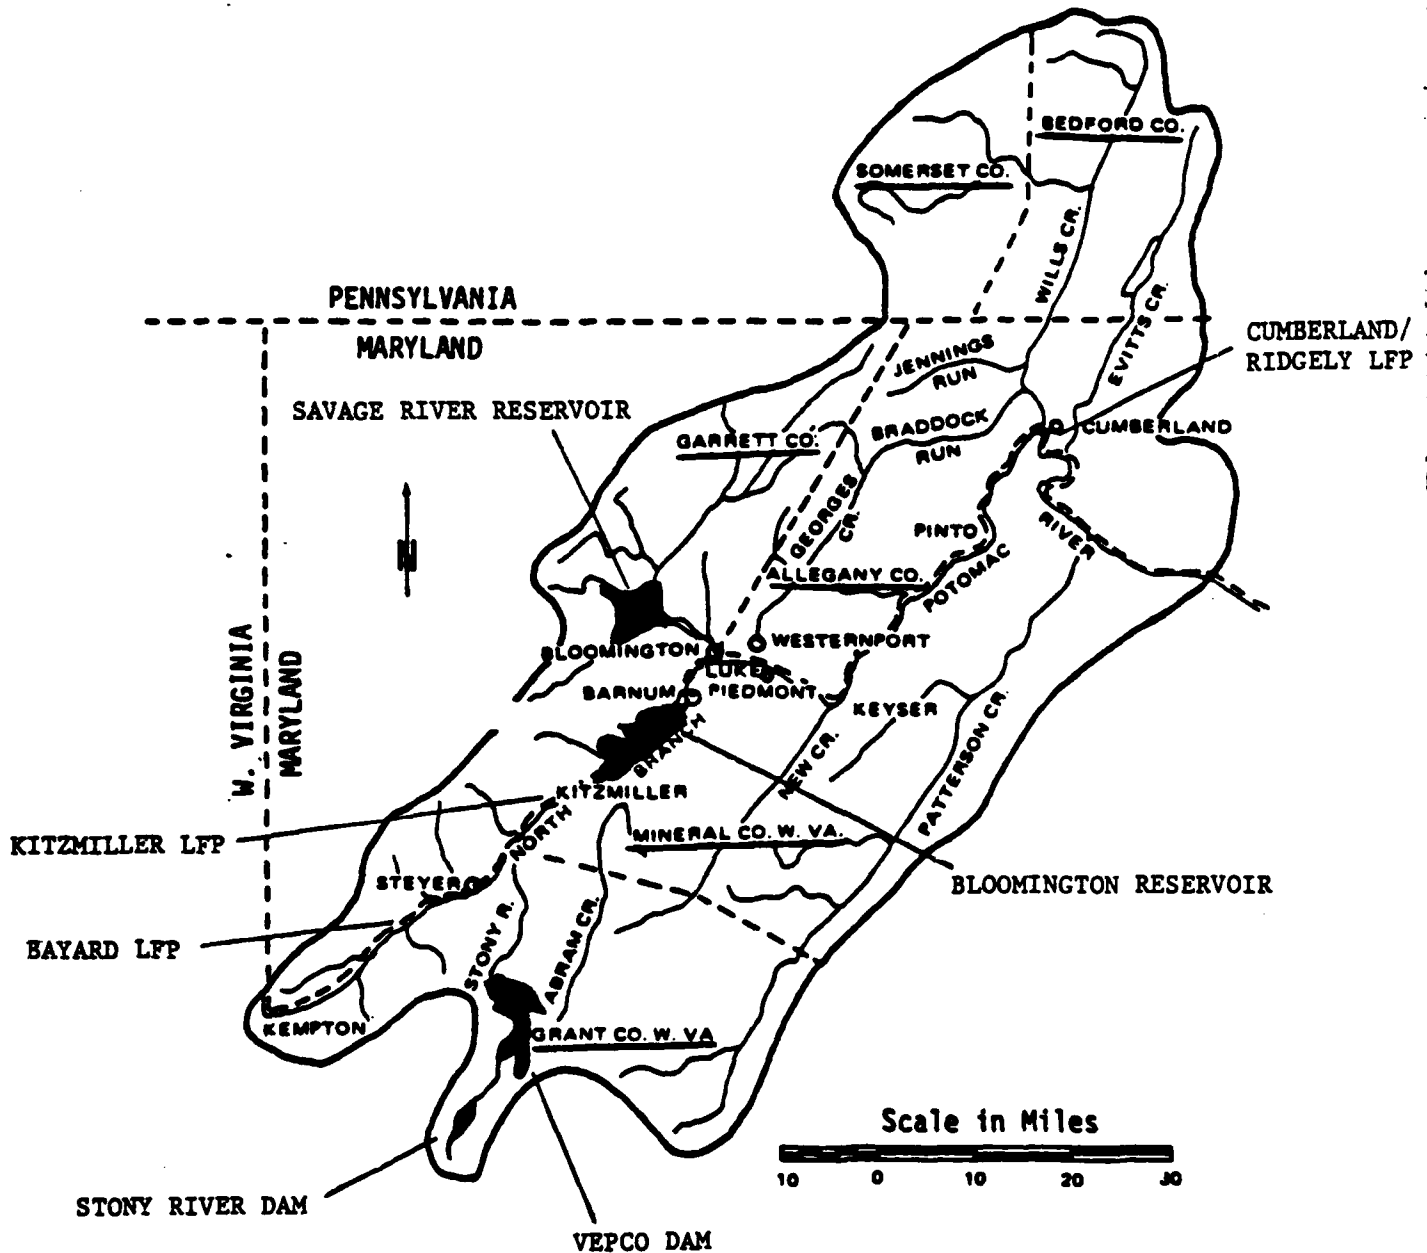 BEDFORD CO.
SOMERSET CO.
WILLS CR.
EVITTS CR.
PENNSYLVANIA
MARYLAND
CUMBERLAND/
RIDGELY LFP
JENNINGS
RUN
SAVAGE RIVER RESERVOIR
GARRETT CO.
BRADDOCK
RUN
CUMBERLAND
GEORGES
CR.
PINTO
RIVER
N
ALLEGANY CO.
POTOMAC
W. VIRGINIA
MARYLAND
BLOOMINGTON
WESTERNPORT
LUKE
BARNUM
PIEDMONT
KEYSER
BRANCH
NEW CR.
PATTERSON CR.
KITZMILLER
NORTH
MINERAL CO. W. VA.
KITZMILLER LFP
STEYER
BLOOMINGTON RESERVOIR
BAYARD LFP
STONY R.
ABRAM CR.
KEMPTON
GRANT CO. W. VA
Scale in Miles
10 0 10 20 30
STONY RIVER DAM
VEPCO DAM